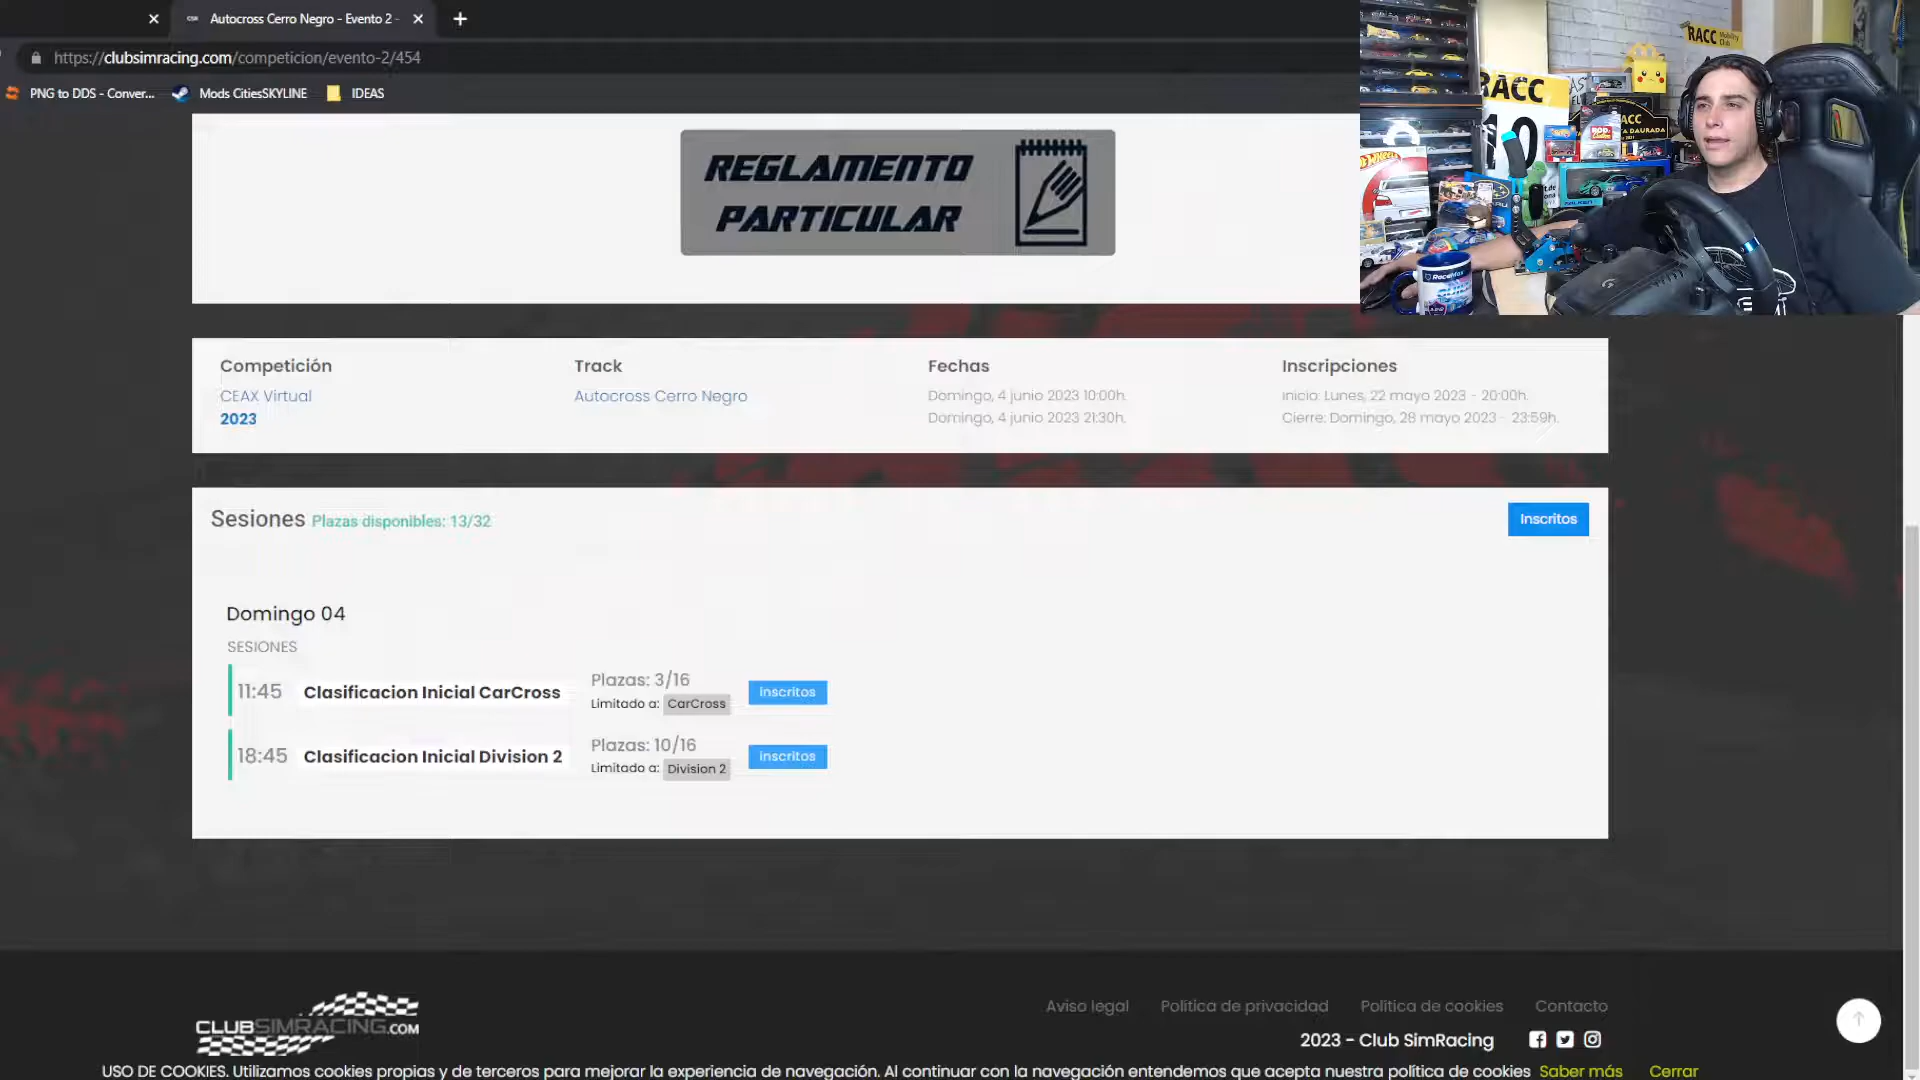 Autocross Cerro Negro - Evento 2 -
https://clubsimracing.com/competicion/evento-2/454
PNG to DDS - Conver...
Mods CitiesSKYLINE
IDEAS
RACC Mobility Club
RACC
10
REGLAMENTO
PARTICULAR
Competición
CEAX Virtual
2023
Track
Autocross Cerro Negro
Fechas
Domingo, 4 junio 2023 10:00h.
Domingo, 4 junio 2023 21:30h.
Inscripciones
Inicio: Lunes, 22 mayo 2023 - 20:00h.
Cierre: Domingo, 28 mayo 2023 - 23:59h.
Sesiones Plazas disponibles: 13/32
Inscritos
Domingo 04
SESIONES
11:45 Clasificacion Inicial CarCross
Plazas: 3/16
Limitado a: CarCross
Inscritos
18:45 Clasificacion Inicial Division 2
Plazas: 10/16
Limitado a: Division 2
Inscritos
CLUBSIMRACING.COM
Aviso legal
Política de privacidad
Política de cookies
Contacto
2023 - Club SimRacing
USO DE COOKIES. Utilizamos cookies propias y de terceros para mejorar la experiencia de navegación. Al continuar con la navegación entendemos que acepta nuestra política de cookies Saber más Cerrar